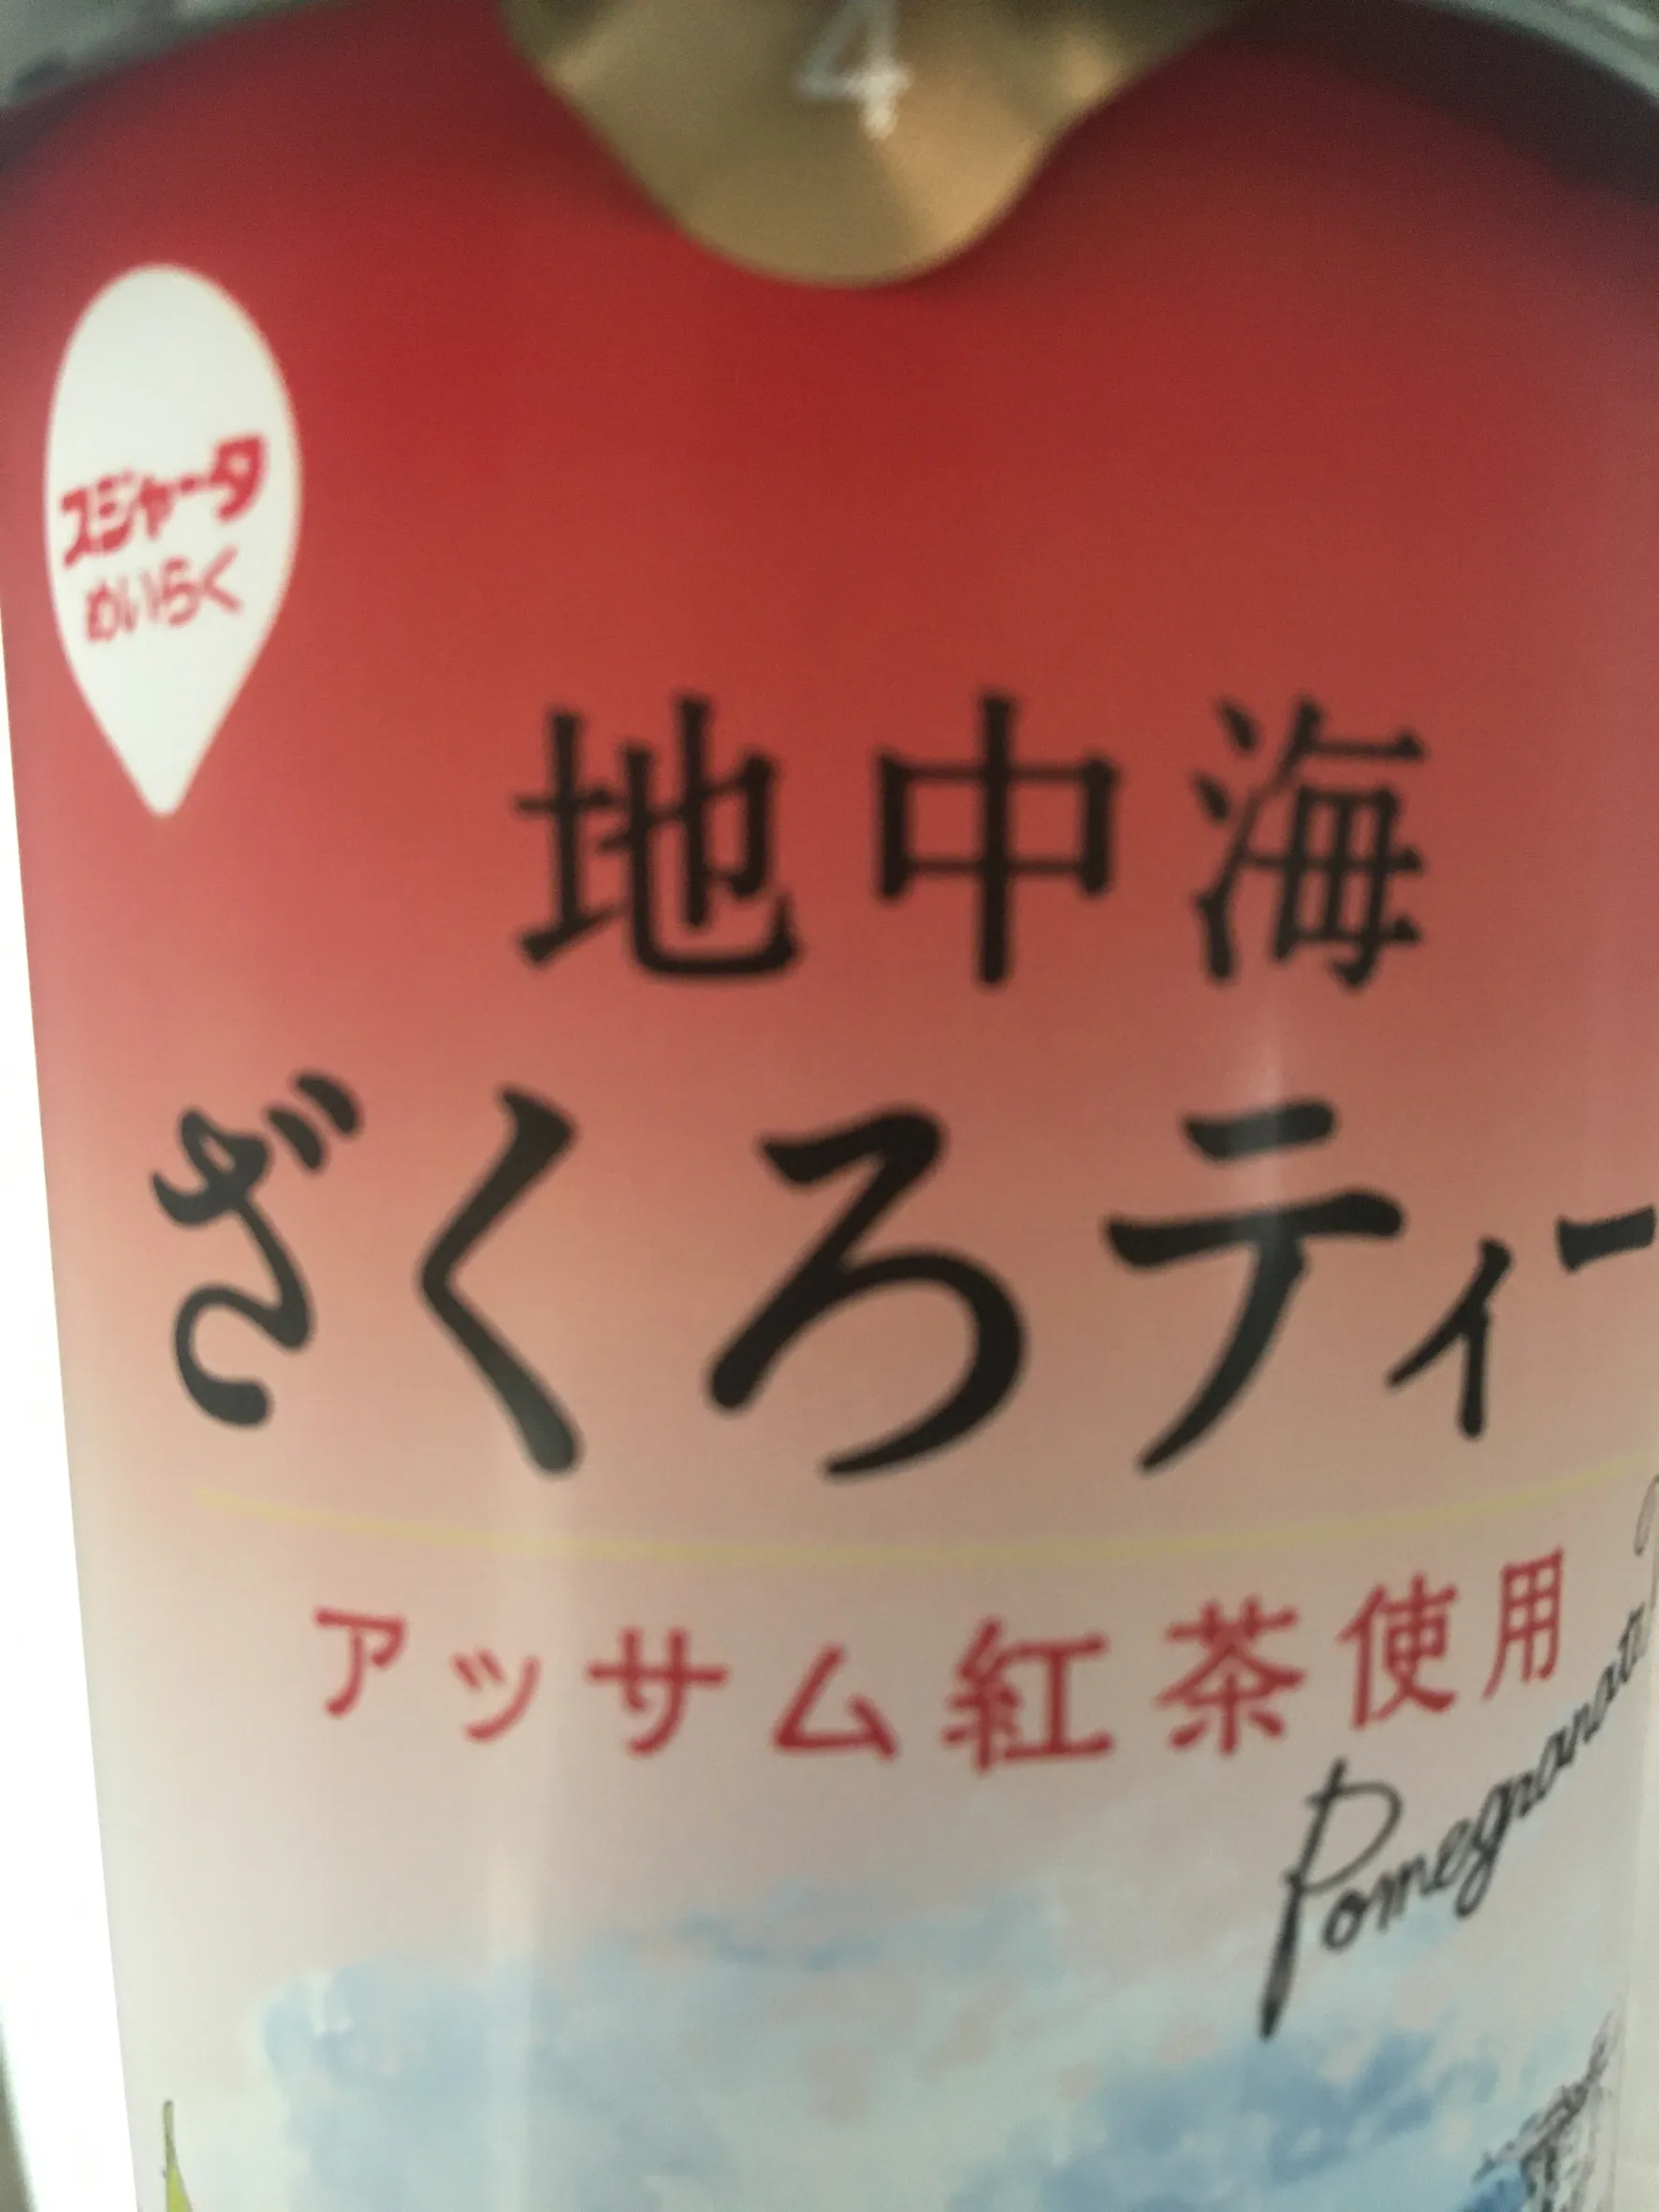 4
スジャータ
めいらく
地中海
ざくろティー
アッサム紅茶使用
Pomegranate